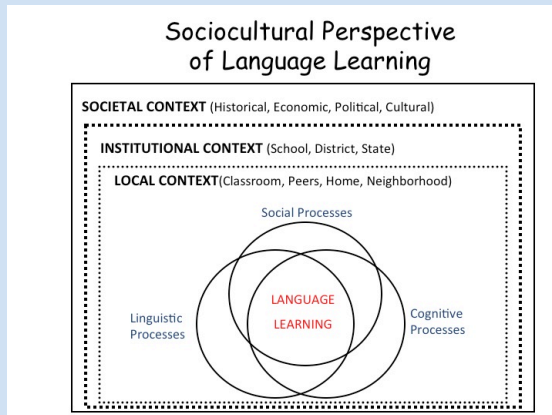 Sociocultural Perspective
of Language Learning
SOCIETAL CONTEXT (Historical, Economic, Political, Cultural)
INSTITUTIONAL CONTEXT (School, District, State)
LOCAL CONTEXT(Classroom, Peers, Home, Neighborhood)
Social Processes
LANGUAGE
LEARNING
Linguistic
Processes
Cognitive
Processes